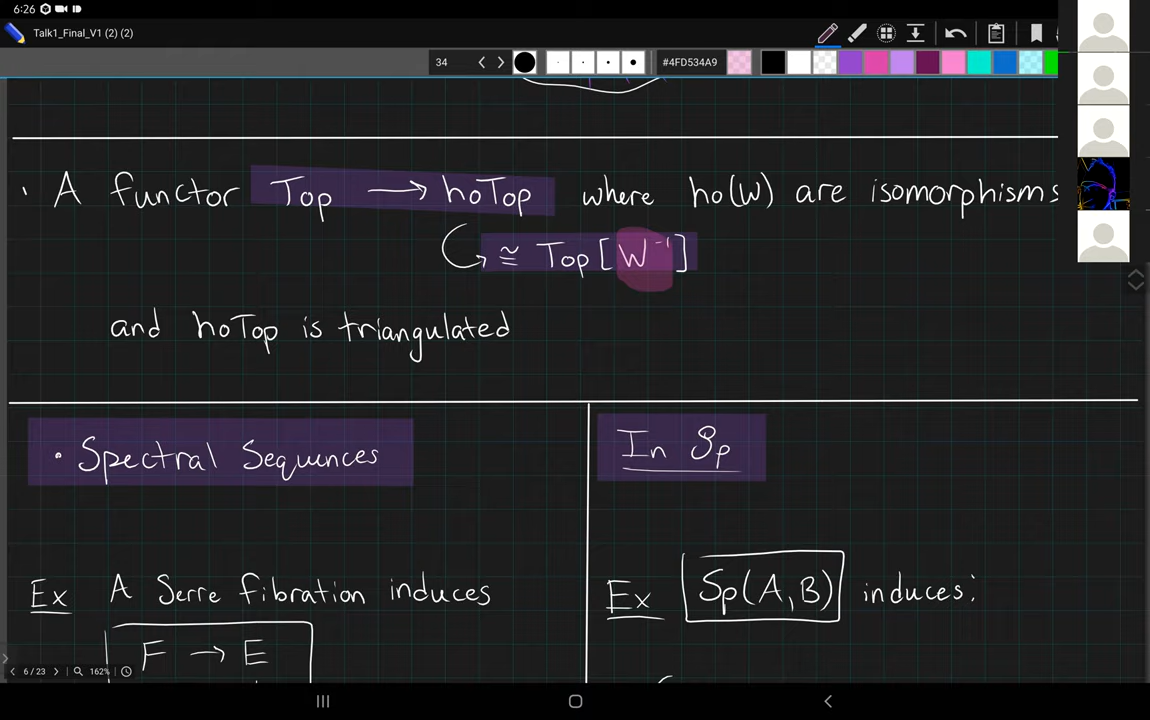 6:26
Talk1_Final_V1 (2) (2)
34
#4FD534A9
· A functor Top → hoTop where ho(W) are isomorphisms
≅ Top [W⁻¹]
and hoTop is triangulated
· Spectral Sequences
In Sp
Ex A Serre fibration induces
F → E
Ex Sp(A,B) induces:
6 / 23
162%